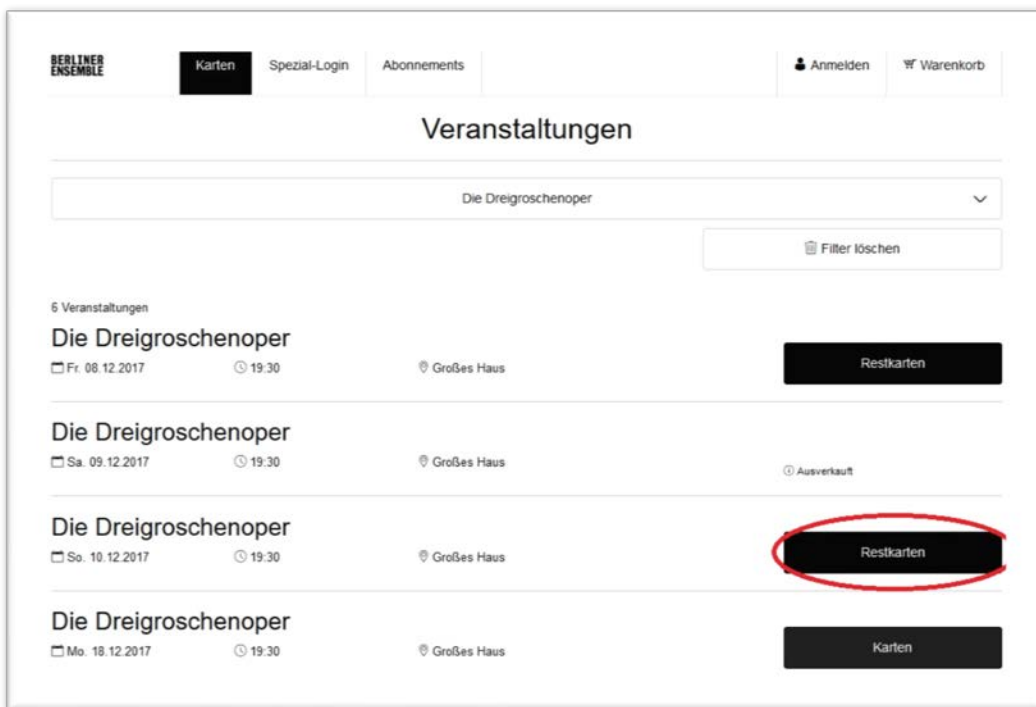 BERLINER
ENSEMBLE
Karten Spezial-Login Abonnements Anmelden Warenkorb
Veranstaltungen
Die Dreigroschenoper
Filter löschen
6 Veranstaltungen
Die Dreigroschenoper
Fr. 08.12.2017 19:30 Großes Haus Restkarten
Die Dreigroschenoper
Sa. 09.12.2017 19:30 Großes Haus Ausverkauft
Die Dreigroschenoper
So. 10.12.2017 19:30 Großes Haus Restkarten
Die Dreigroschenoper
Mo. 18.12.2017 19:30 Großes Haus Karten